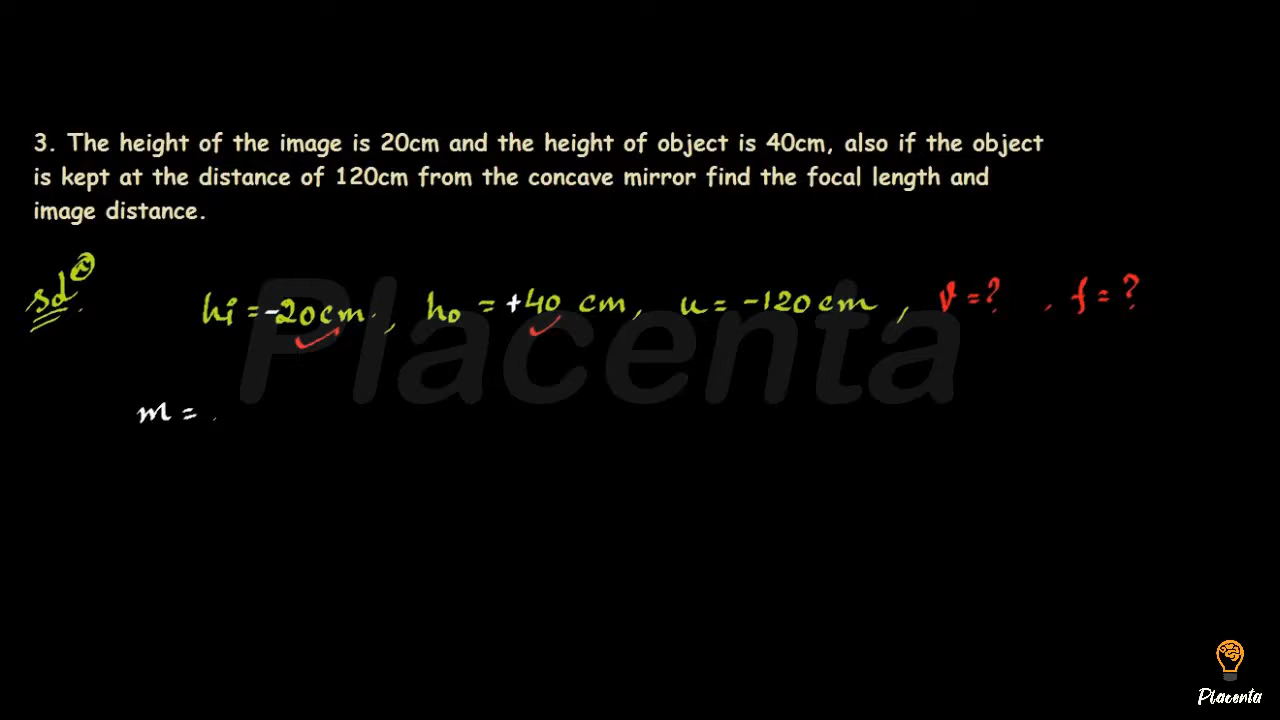 3. The height of the image is 20cm and the height of object is 40cm, also if the object
is kept at the distance of 120cm from the concave mirror find the focal length and
image distance.
hi = -20cm, ho = +40 cm, u = -120 cm, v = ? , f = ?
m =
Placenta
Placenta